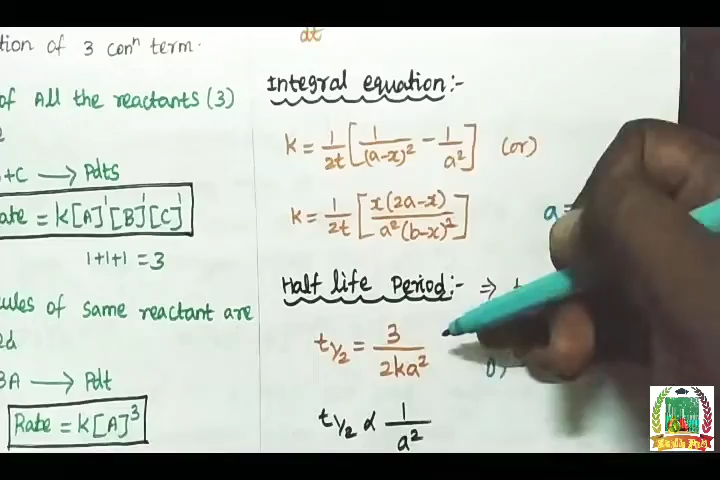 tion of 3 conⁿ term.
of All the reactants (3)
+C ⟶ Pdts
Rate = k[A]¹[B]¹[C]¹
1+1+1 = 3
ules of same reactant are
3A ⟶ Pdt
Rate = k[A]³
dt
Integral equation :-
k = 1/2t [1/(a-x)² - 1/a²] (or)
k = 1/2t [x(2a-x)/a²(b-x)²]
a =
Half life Period :- ⇒
t1/2 = 3/2ka²
t1/2 ∝ 1/a²